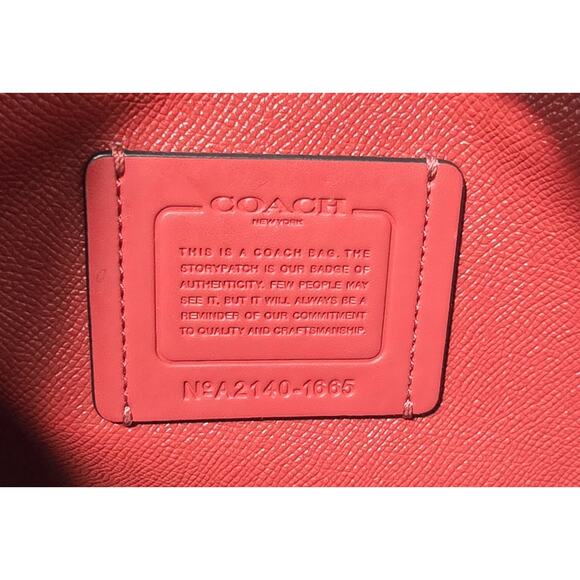 COACH
NEW YORK
THIS IS A COACH BAG. THE
STORYPATCH IS OUR BADGE OF
AUTHENTICITY. FEW PEOPLE MAY
SEE IT, BUT IT WILL ALWAYS BE A
REMINDER OF OUR COMMITMENT
TO QUALITY AND CRAFTSMANSHIP.
NºA2140-1665